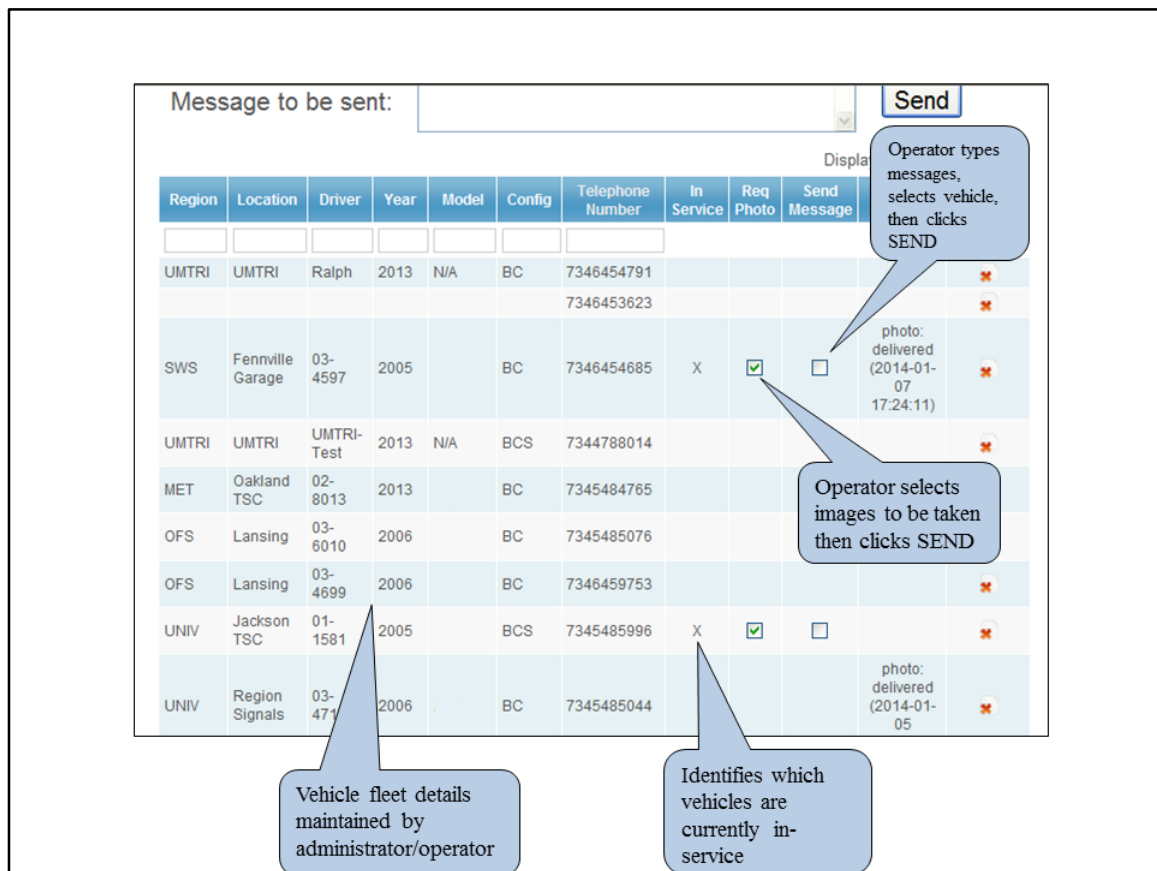 Message to be sent:
Send
Displa
Operator types
messages,
selects vehicle,
then clicks
SEND
Region Location Driver Year Model Config Telephone Number In Service Req Photo Send Message
UMTRI UMTRI Ralph 2013 N/A BC 7346454791
7346453623
SWS Fennville Garage 03-4597 2005 BC 7346454685 X photo: delivered (2014-01-07 17:24:11)
UMTRI UMTRI UMTRI-Test 2013 N/A BCS 7344788014
MET Oakland TSC 02-8013 2013 BC 7345484765
OFS Lansing 03-6010 2006 BC 7345485076
OFS Lansing 03-4699 2006 BC 7346459753
UNIV Jackson TSC 01-1581 2005 BCS 7345485996 X
UNIV Region Signals 03-471 2006 BC 7345485044 photo: delivered (2014-01-05
Operator selects
images to be taken
then clicks SEND
Vehicle fleet details
maintained by
administrator/operator
Identifies which
vehicles are
currently in-
service